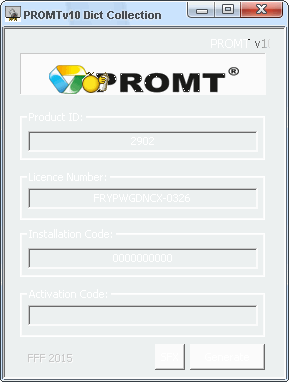 PROMTv10 Dict Collection
PROMT v10
PROMT®
Product ID:
2902
Licence Number:
FRYPWGDNCX-0326
Installation Code:
0000000000
Activation Code:
FFF 2015